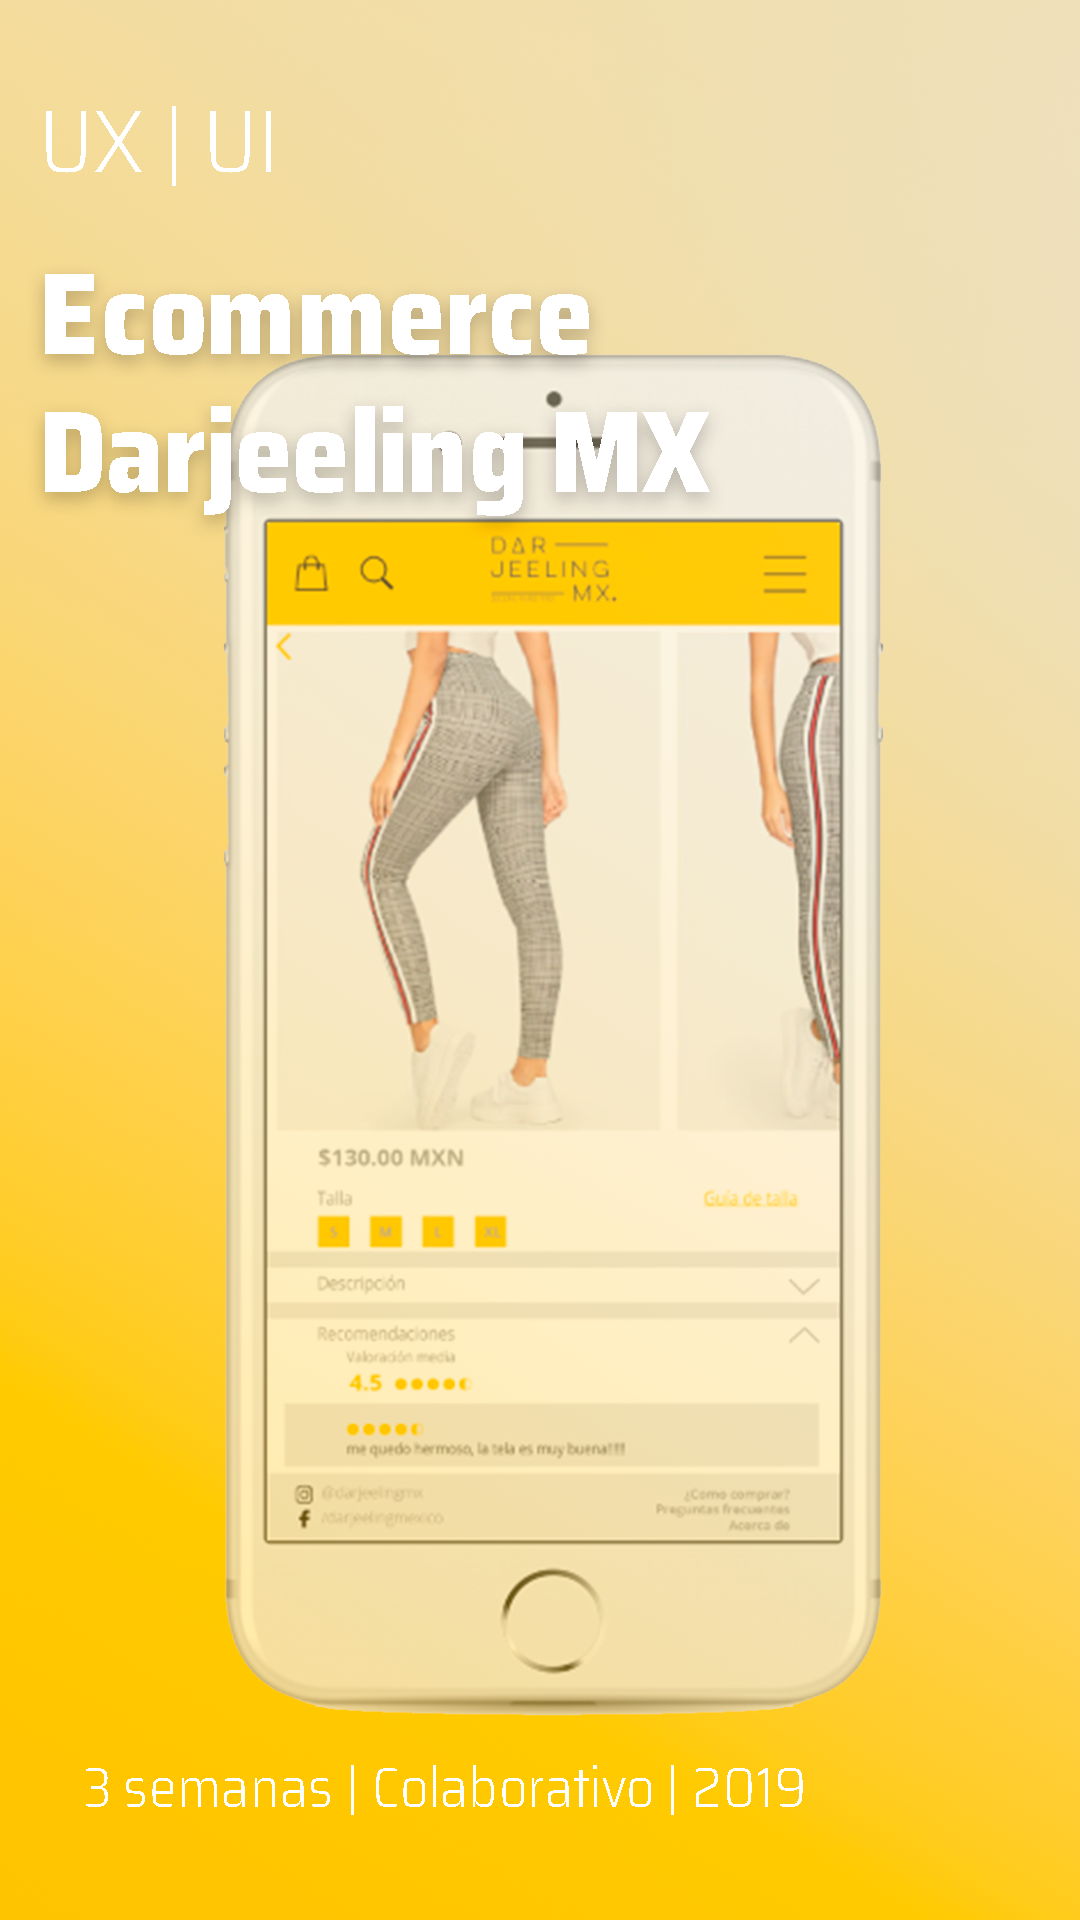 UX | UI
Ecommerce
Darjeeling MX
DAR
JEELING
MX.
$130.00 MXN
Talla
Guía de talla
S M L XL
Descripción
Recomendaciones
Valoración media
4.5
me quedo hermoso, la tela es muy buena!!!!!
@darjeelingmx
/darjeelingmexico
¿Como comprar?
Preguntas frecuentes
Acerca de
3 semanas | Colaborativo | 2019